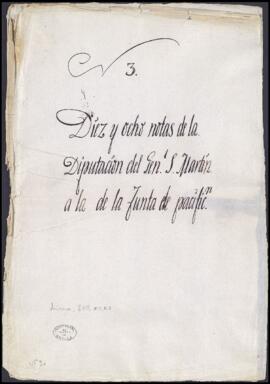 N 3.
Diez y ocho notas de la
Diputación del Gen.l S. Martín
a la de la Junta de pacific.n